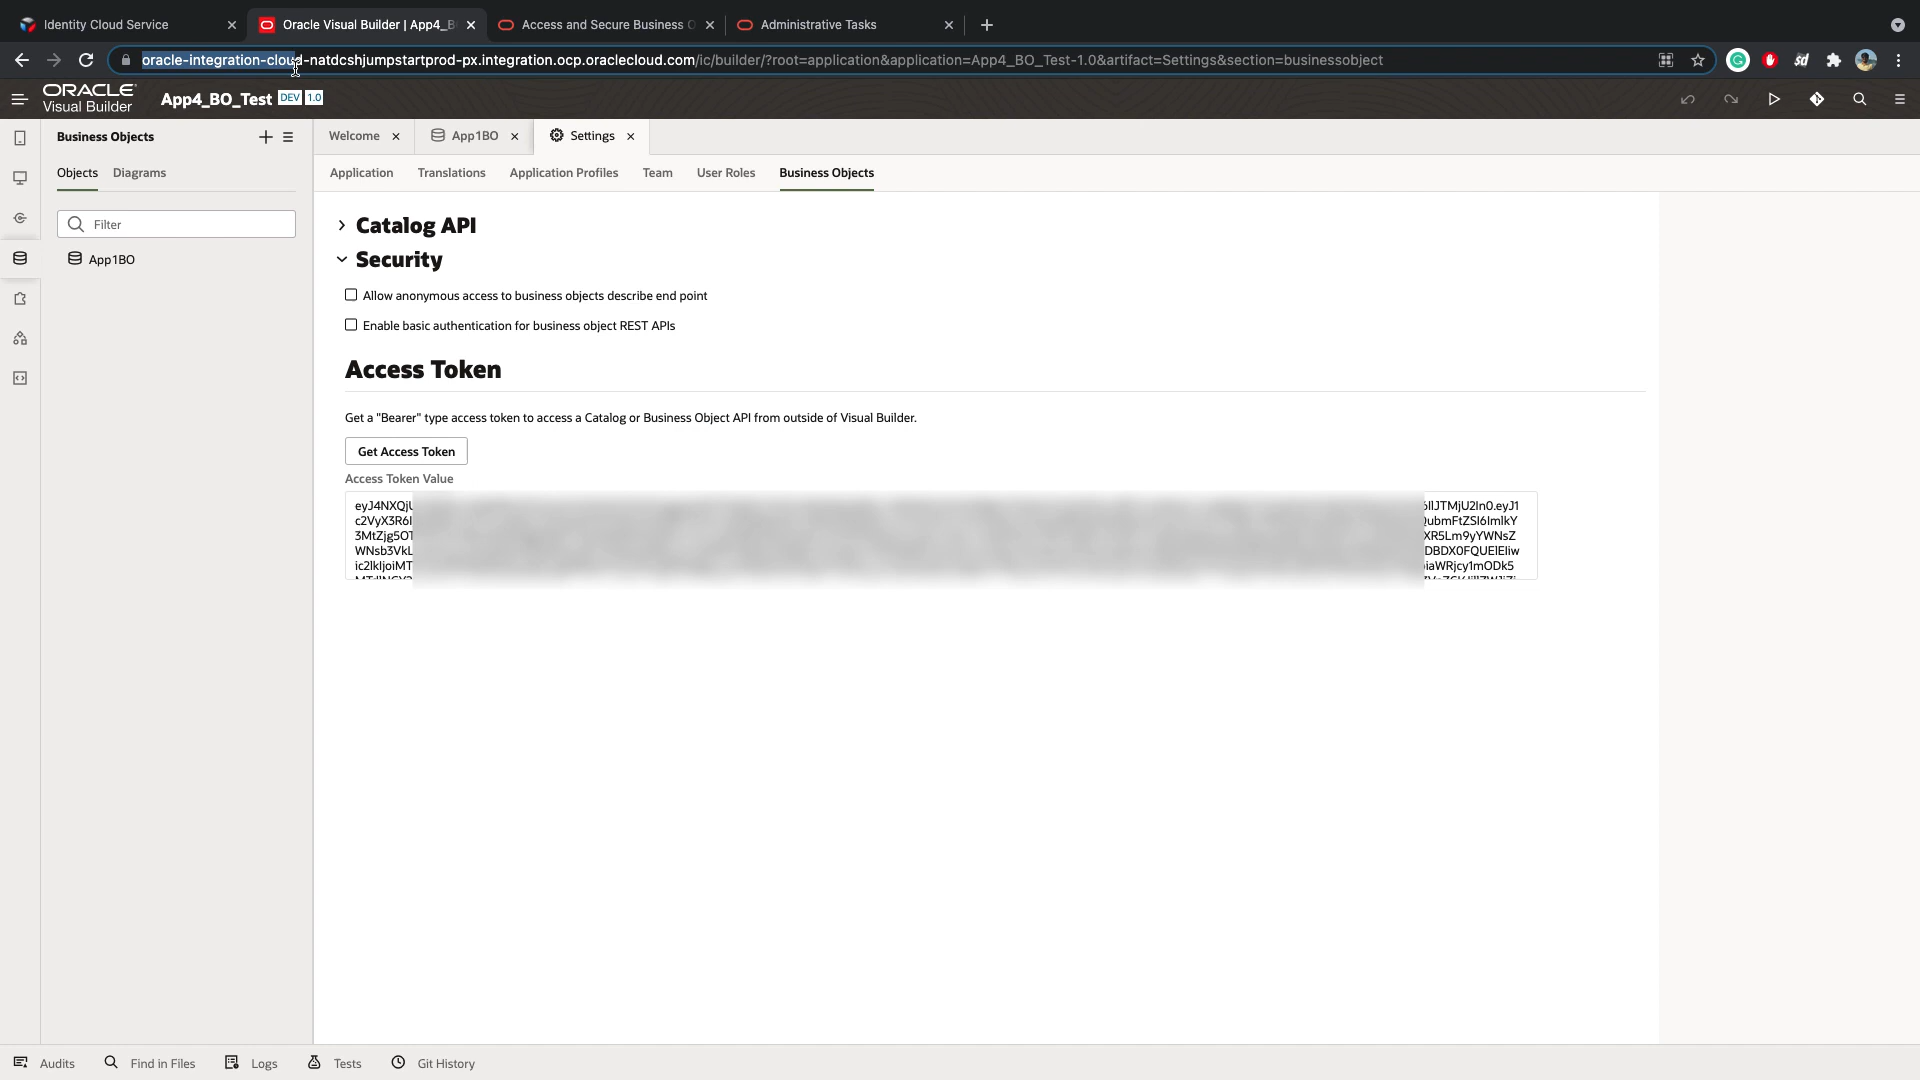 Identity Cloud Service
Oracle Visual Builder | App4_B
Access and Secure Business O
Administrative Tasks
oracle-integration-cloud-natdcshjumpstartprod-px.integration.ocp.oraclecloud.com/ic/builder/?root=application&application=App4_BO_Test-1.0&artifact=Settings&section=businessobject
ORACLE
Visual Builder
App4_BO_Test DEV 1.0
Business Objects
Welcome
App1BO
Settings
Objects Diagrams
Application Translations Application Profiles Team User Roles Business Objects
Filter
App1BO
Catalog API
Security
Allow anonymous access to business objects describe end point
Enable basic authentication for business object REST APIs
Access Token
Get a "Bearer" type access token to access a Catalog or Business Object API from outside of Visual Builder.
Get Access Token
Access Token Value
Audits Find in Files Logs Tests Git History